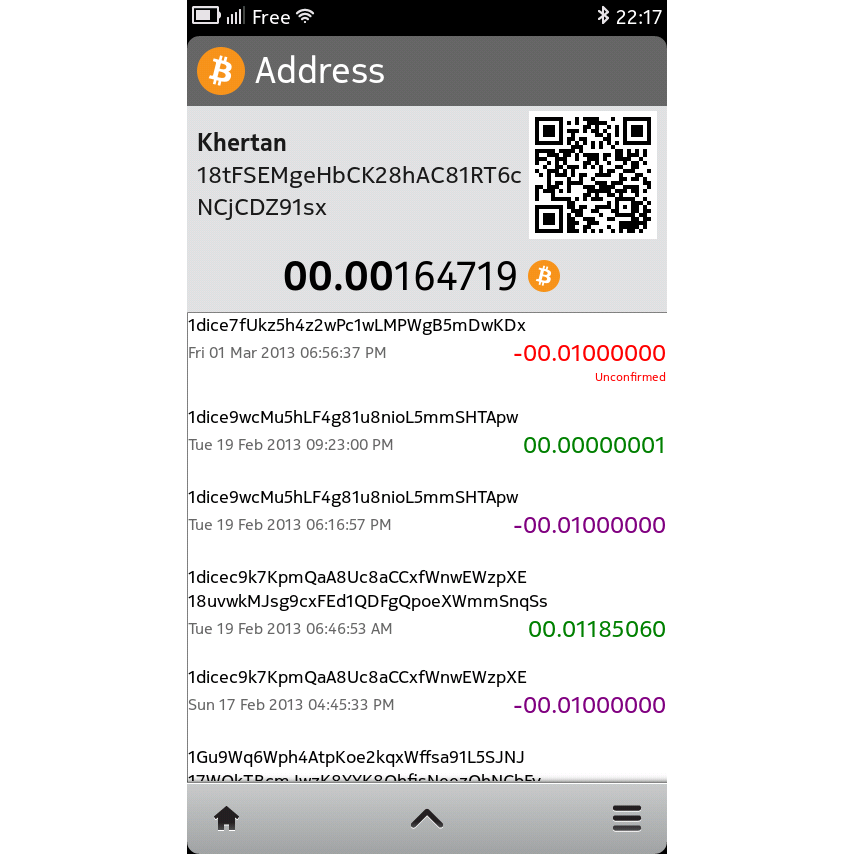 Free
22:17
Address
Khertan
18tFSEMgeHbCK28hAC81RT6c
NCjCDZ91sx
00.00164719
1dice7fUkz5h4z2wPc1wLMPWgB5mDwKDx
Fri 01 Mar 2013 06:56:37 PM
-00.01000000
Unconfirmed
1dice9wcMu5hLF4g81u8nioL5mmSHTApw
Tue 19 Feb 2013 09:23:00 PM
00.00000001
1dice9wcMu5hLF4g81u8nioL5mmSHTApw
Tue 19 Feb 2013 06:16:57 PM
-00.01000000
1dicec9k7KpmQaA8Uc8aCCxfWnwEWzpXE
18uvwkMJsg9cxFEd1QDFgQpoeXWmmSnqSs
Tue 19 Feb 2013 06:46:53 AM
00.01185060
1dicec9k7KpmQaA8Uc8aCCxfWnwEWzpXE
Sun 17 Feb 2013 04:45:33 PM
-00.01000000
1Gu9Wq6Wph4AtpKoe2kqxWffsa91L5SJNJ